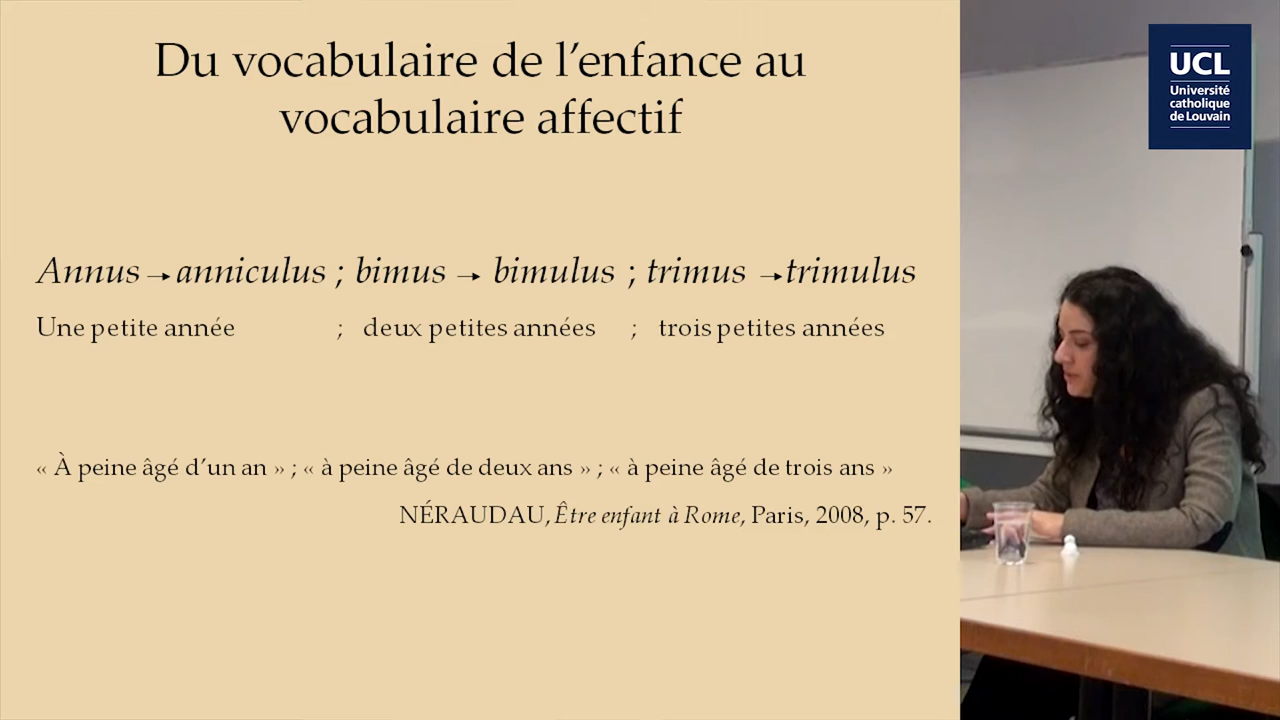 Du vocabulaire de l'enfance au
vocabulaire affectif
Annus → anniculus ; bimus → bimulus ; trimus → trimulus
Une petite année ; deux petites années ; trois petites années
« À peine âgé d'un an » ; « à peine âgé de deux ans » ; « à peine âgé de trois ans »
NÉRAUDAU, Être enfant à Rome, Paris, 2008, p. 57.
UCL
Université
catholique
de Louvain